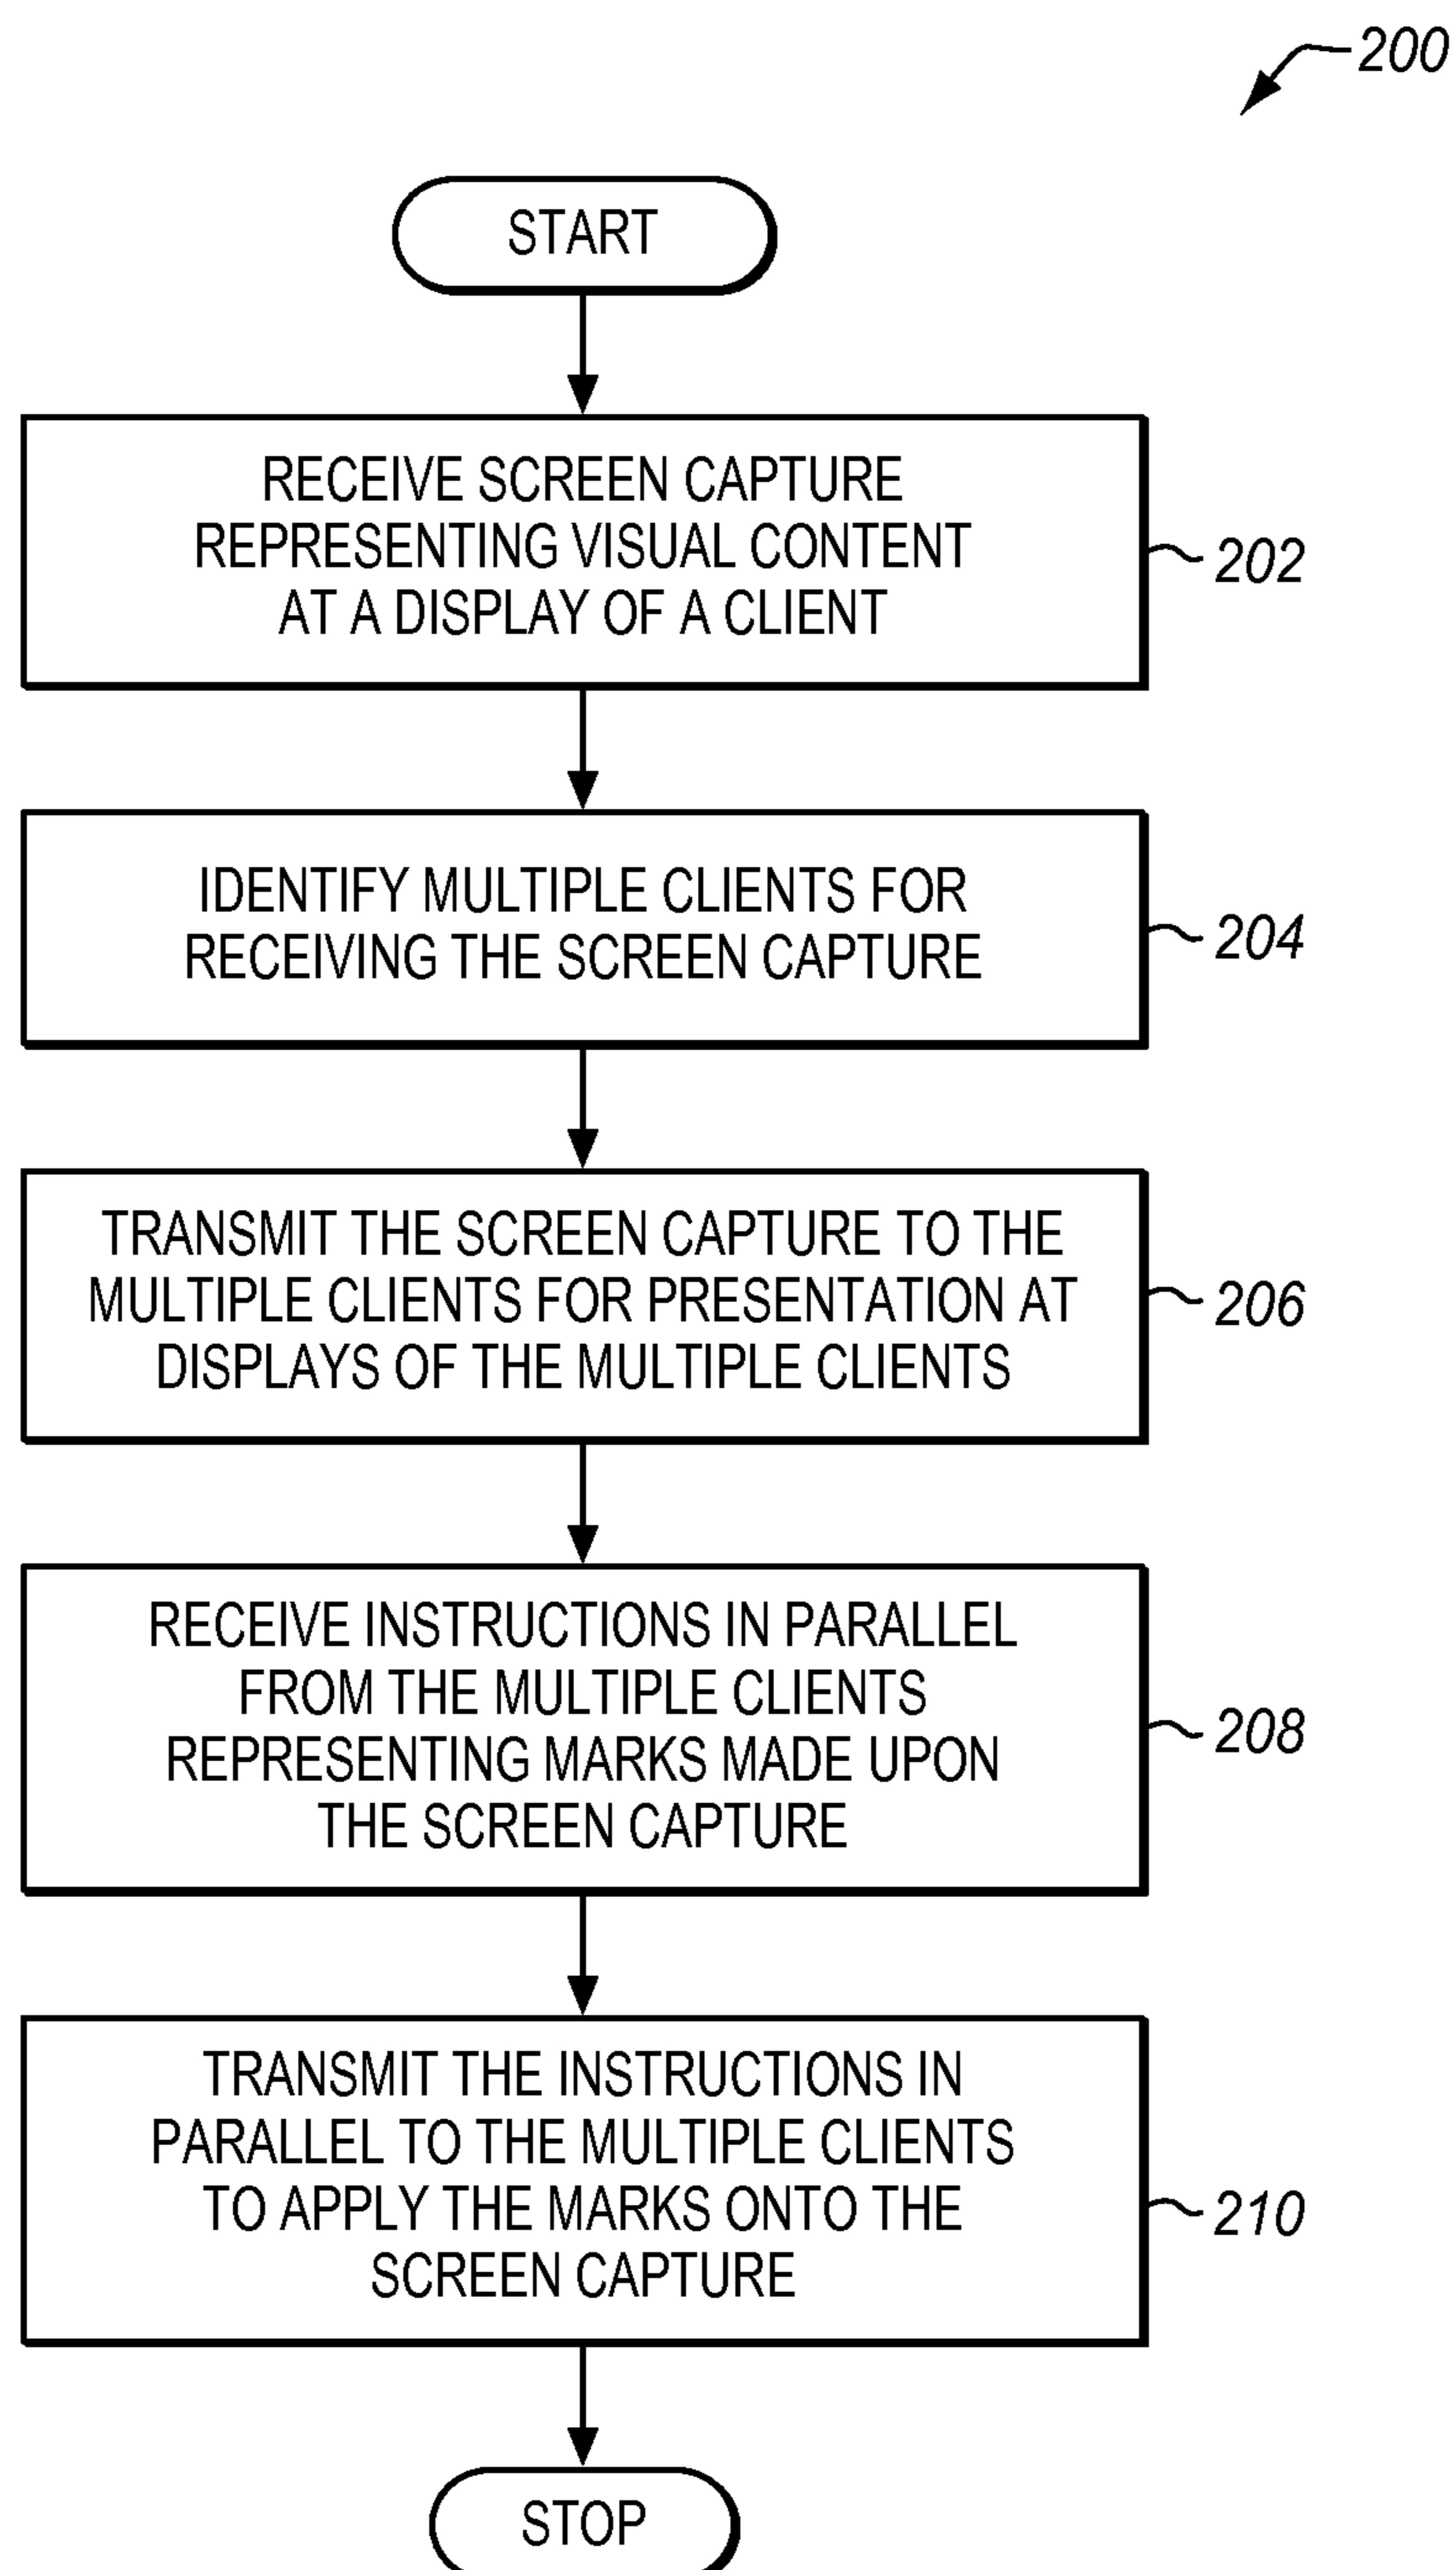 200
START
RECEIVE SCREEN CAPTURE
REPRESENTING VISUAL CONTENT
AT A DISPLAY OF A CLIENT
202
IDENTIFY MULTIPLE CLIENTS FOR
RECEIVING THE SCREEN CAPTURE
204
TRANSMIT THE SCREEN CAPTURE TO THE
MULTIPLE CLIENTS FOR PRESENTATION AT
DISPLAYS OF THE MULTIPLE CLIENTS
206
RECEIVE INSTRUCTIONS IN PARALLEL
FROM THE MULTIPLE CLIENTS
REPRESENTING MARKS MADE UPON
THE SCREEN CAPTURE
208
TRANSMIT THE INSTRUCTIONS IN
PARALLEL TO THE MULTIPLE CLIENTS
TO APPLY THE MARKS ONTO THE
SCREEN CAPTURE
210
STOP